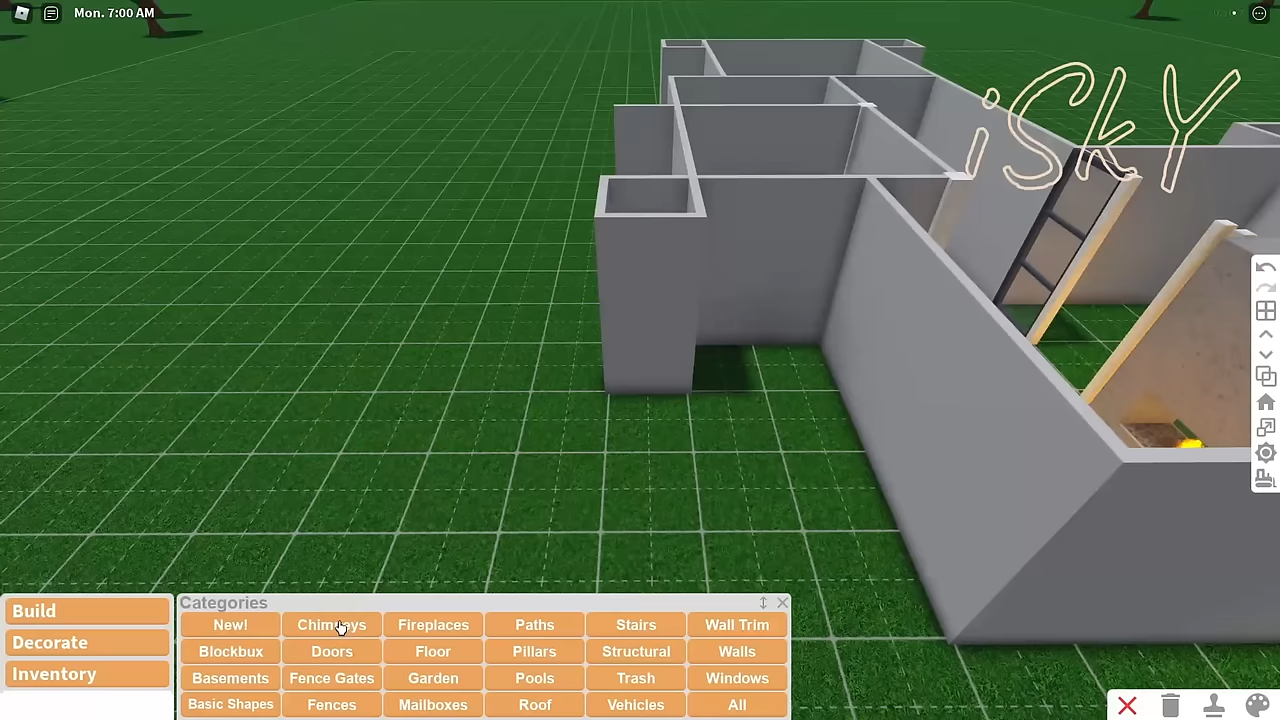 Mon. 7:00 AM
iSkY
Build
Decorate
Inventory
Categories
New! Chimneys Fireplaces Paths Stairs Wall Trim
Blockbux Doors Floor Pillars Structural Walls
Basements Fence Gates Garden Pools Trash Windows
Basic Shapes Fences Mailboxes Roof Vehicles All